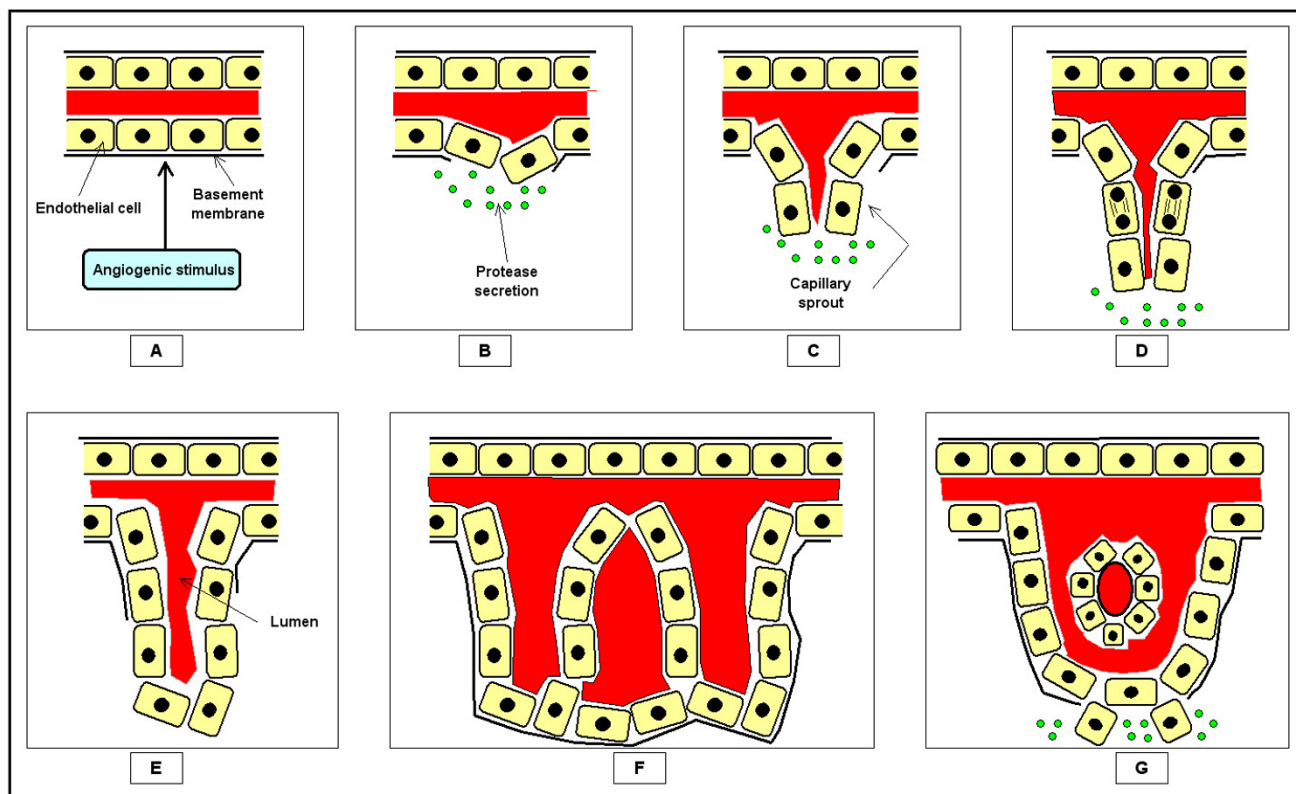 Endothelial cell
Basement
membrane
Angiogenic stimulus
A
Protease
secretion
B
Capillary
sprout
C
D
Lumen
E
F
G